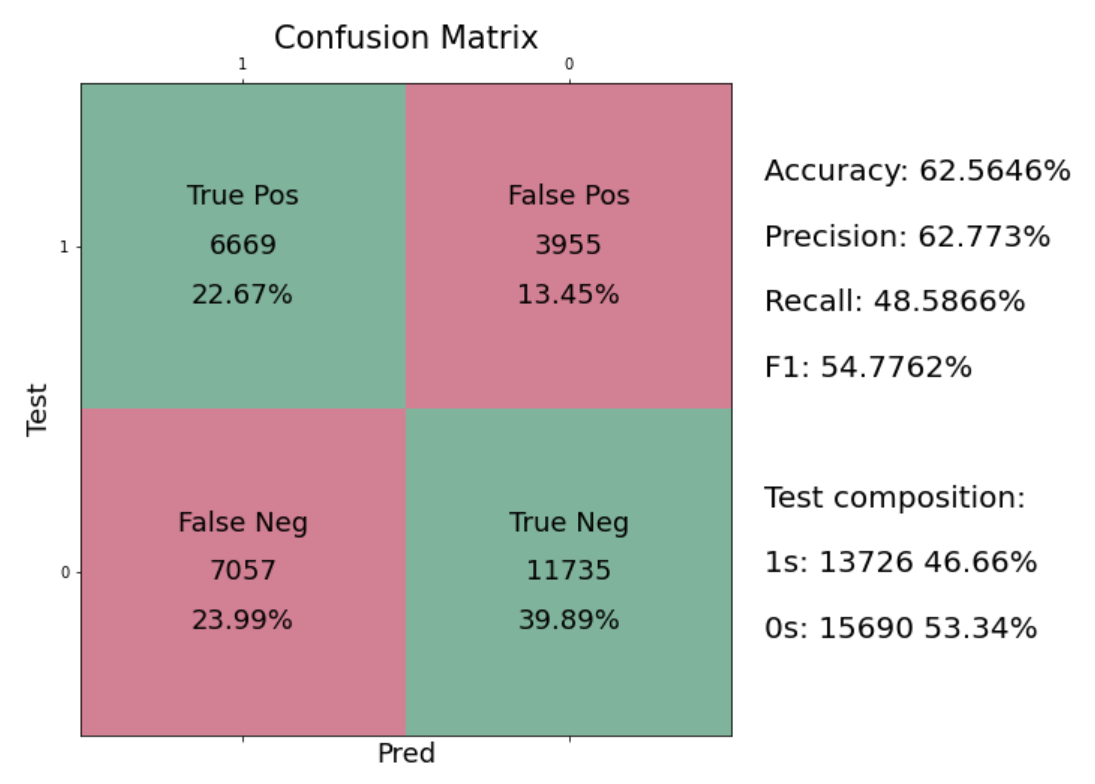 Confusion Matrix
1 0
True Pos
6669
22.67%
False Pos
3955
13.45%
1
False Neg
7057
23.99%
True Neg
11735
39.89%
0
Test
Pred
Accuracy: 62.5646%
Precision: 62.773%
Recall: 48.5866%
F1: 54.7762%
Test composition:
1s: 13726 46.66%
0s: 15690 53.34%